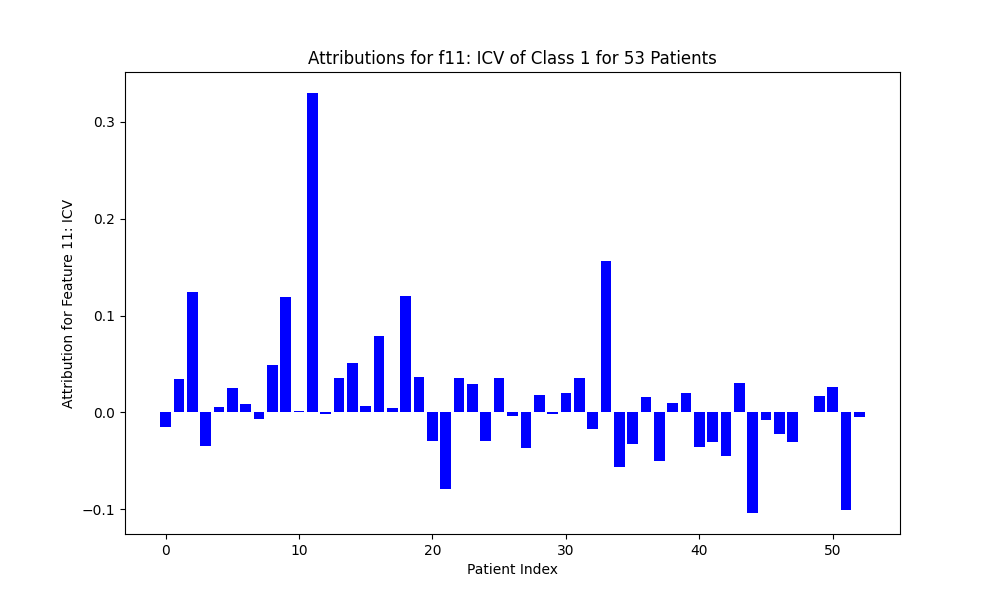 Attributions for f11: ICV of Class 1 for 53 Patients
Attribution for Feature 11: ICV
0.3
0.2
0.1
0.0
−0.1
0 10 20 30 40 50
Patient Index